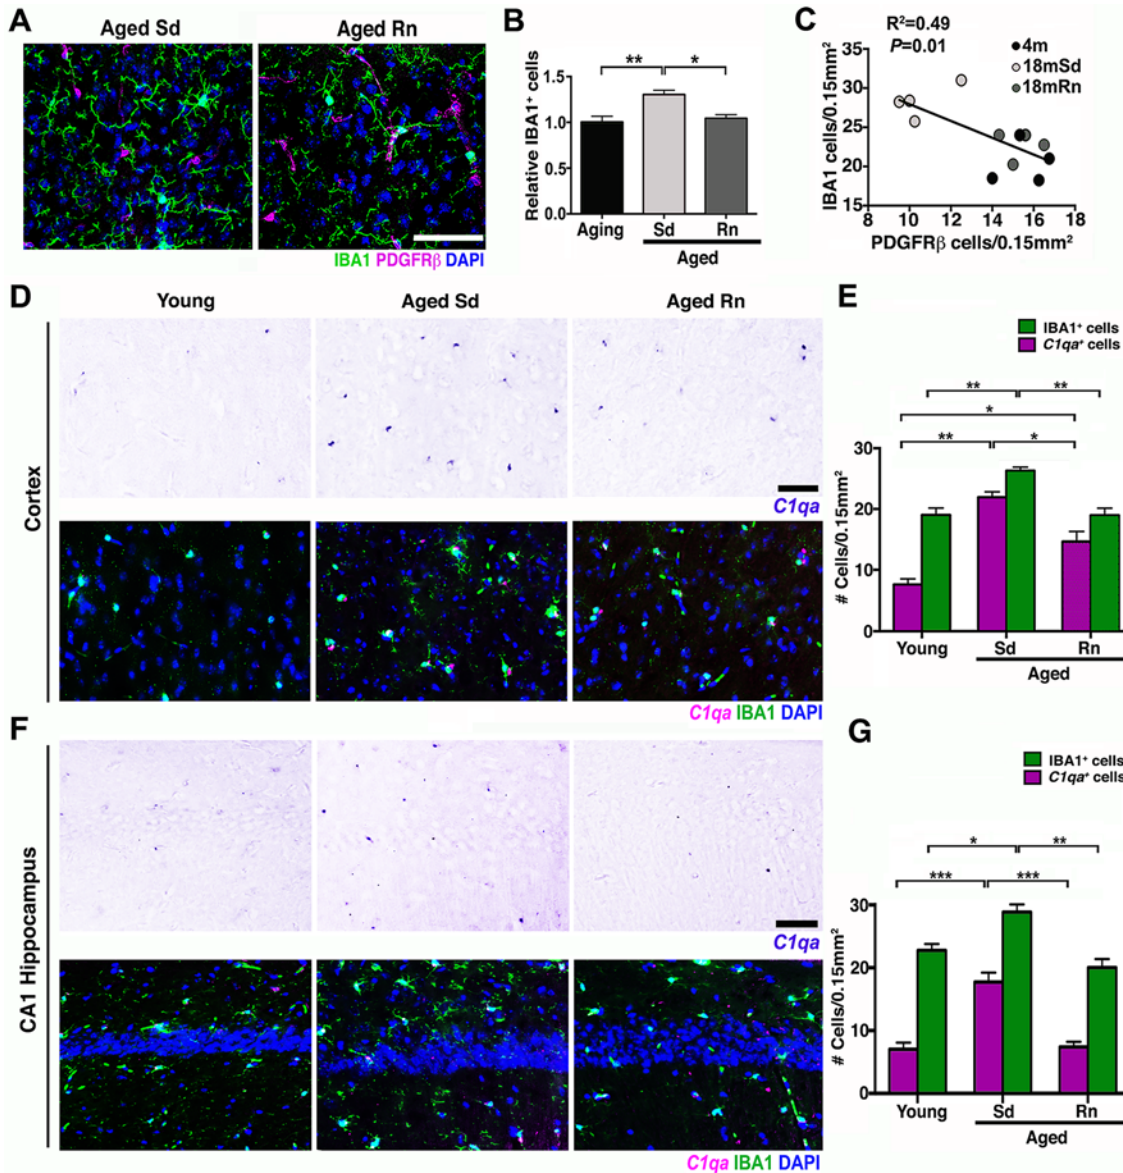 A
Aged Sd
Aged Rn
IBA1 PDGFRβ DAPI
B
Relative IBA1⁺ cells
1.5
1.0
0.5
0.0
**
*
Aging
Sd
Rn
Aged
C
R²=0.49
P=0.01
4m
18mSd
18mRn
IBA1 cells/0.15mm²
35
30
25
20
15
8
10
12
14
16
18
PDGFRβ cells/0.15mm²
D
Young
Aged Sd
Aged Rn
Cortex
C1qa
C1qa IBA1 DAPI
E
IBA1⁺ cells
C1qa⁺ cells
**
**
*
**
*
# Cells/0.15mm²
30
20
10
0
Young
Sd
Rn
Aged
F
CA1 Hippocampus
C1qa
C1qa IBA1 DAPI
G
IBA1⁺ cells
C1qa⁺ cells
*
**
***
***
# Cells/0.15mm²
30
20
10
0
Young
Sd
Rn
Aged